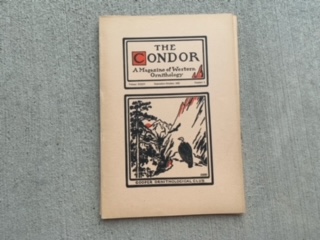 THE
CONDOR
A Magazine of Western
Ornithology
COOPER ORNITHOLOGICAL CLUB